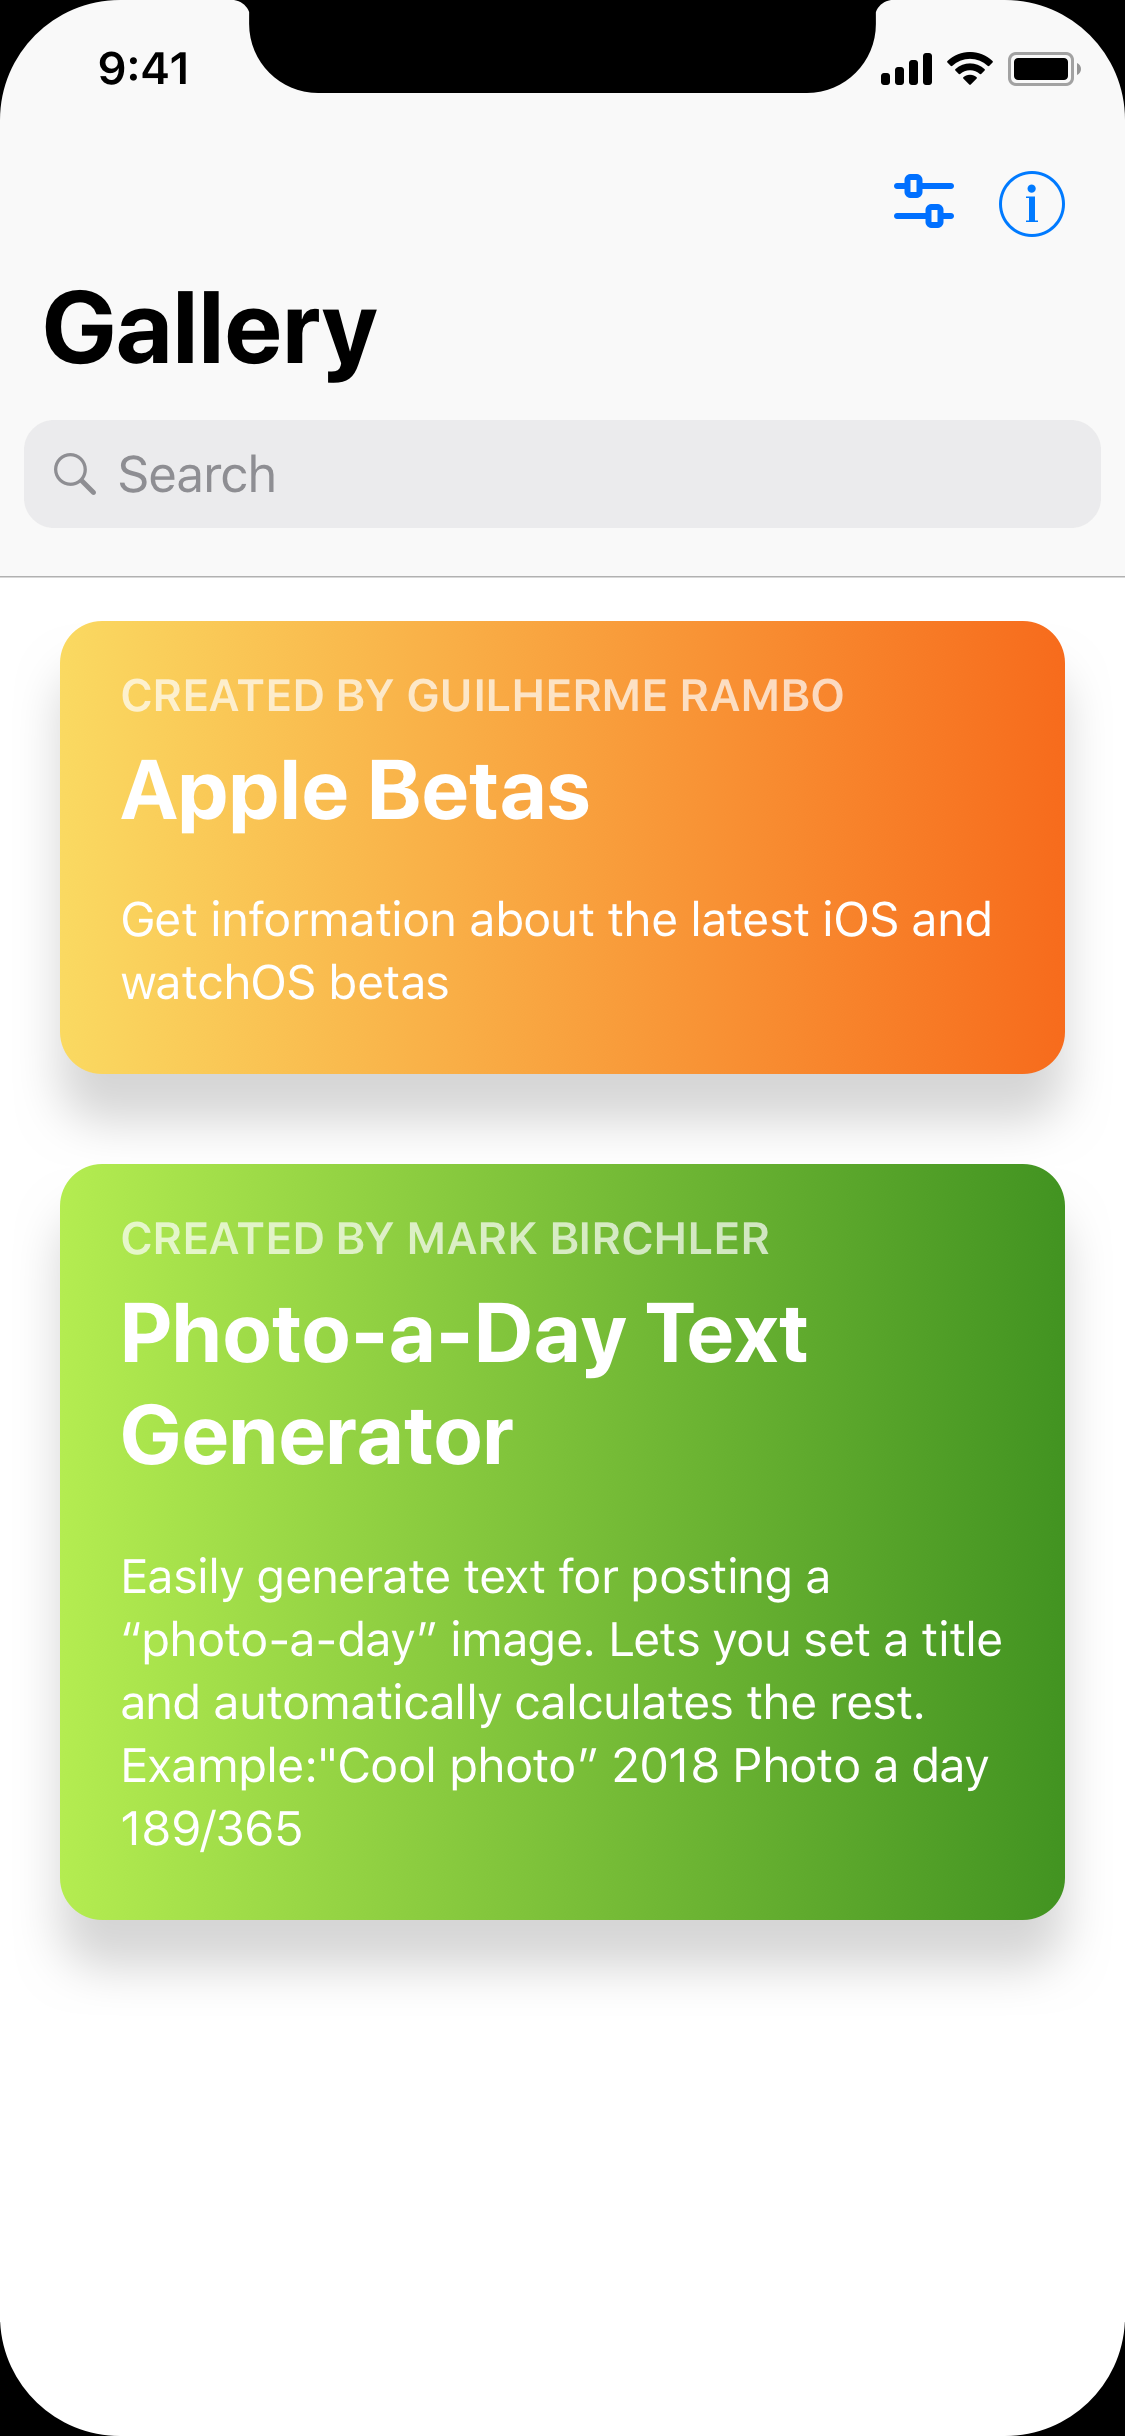 9:41
Gallery
Search
CREATED BY GUILHERME RAMBO
Apple Betas
Get information about the latest iOS and
watchOS betas
CREATED BY MARK BIRCHLER
Photo-a-Day Text
Generator
Easily generate text for posting a
“photo-a-day” image. Lets you set a title
and automatically calculates the rest.
Example:"Cool photo” 2018 Photo a day
189/365